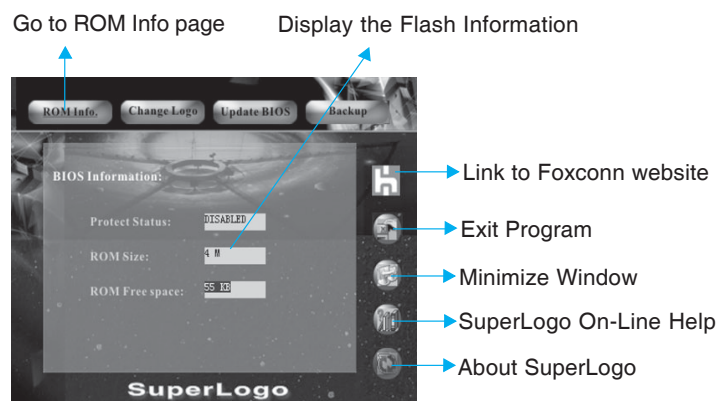 Go to ROM Info page
Display the Flash Information
ROM Info.
Change Logo
Update BIOS
Backup
BIOS Information:
Link to Foxconn website
Protect Status:
DISABLED
Exit Program
ROM Size:
4 M
Minimize Window
ROM Free space:
55 KB
SuperLogo On-Line Help
About SuperLogo
SuperLogo